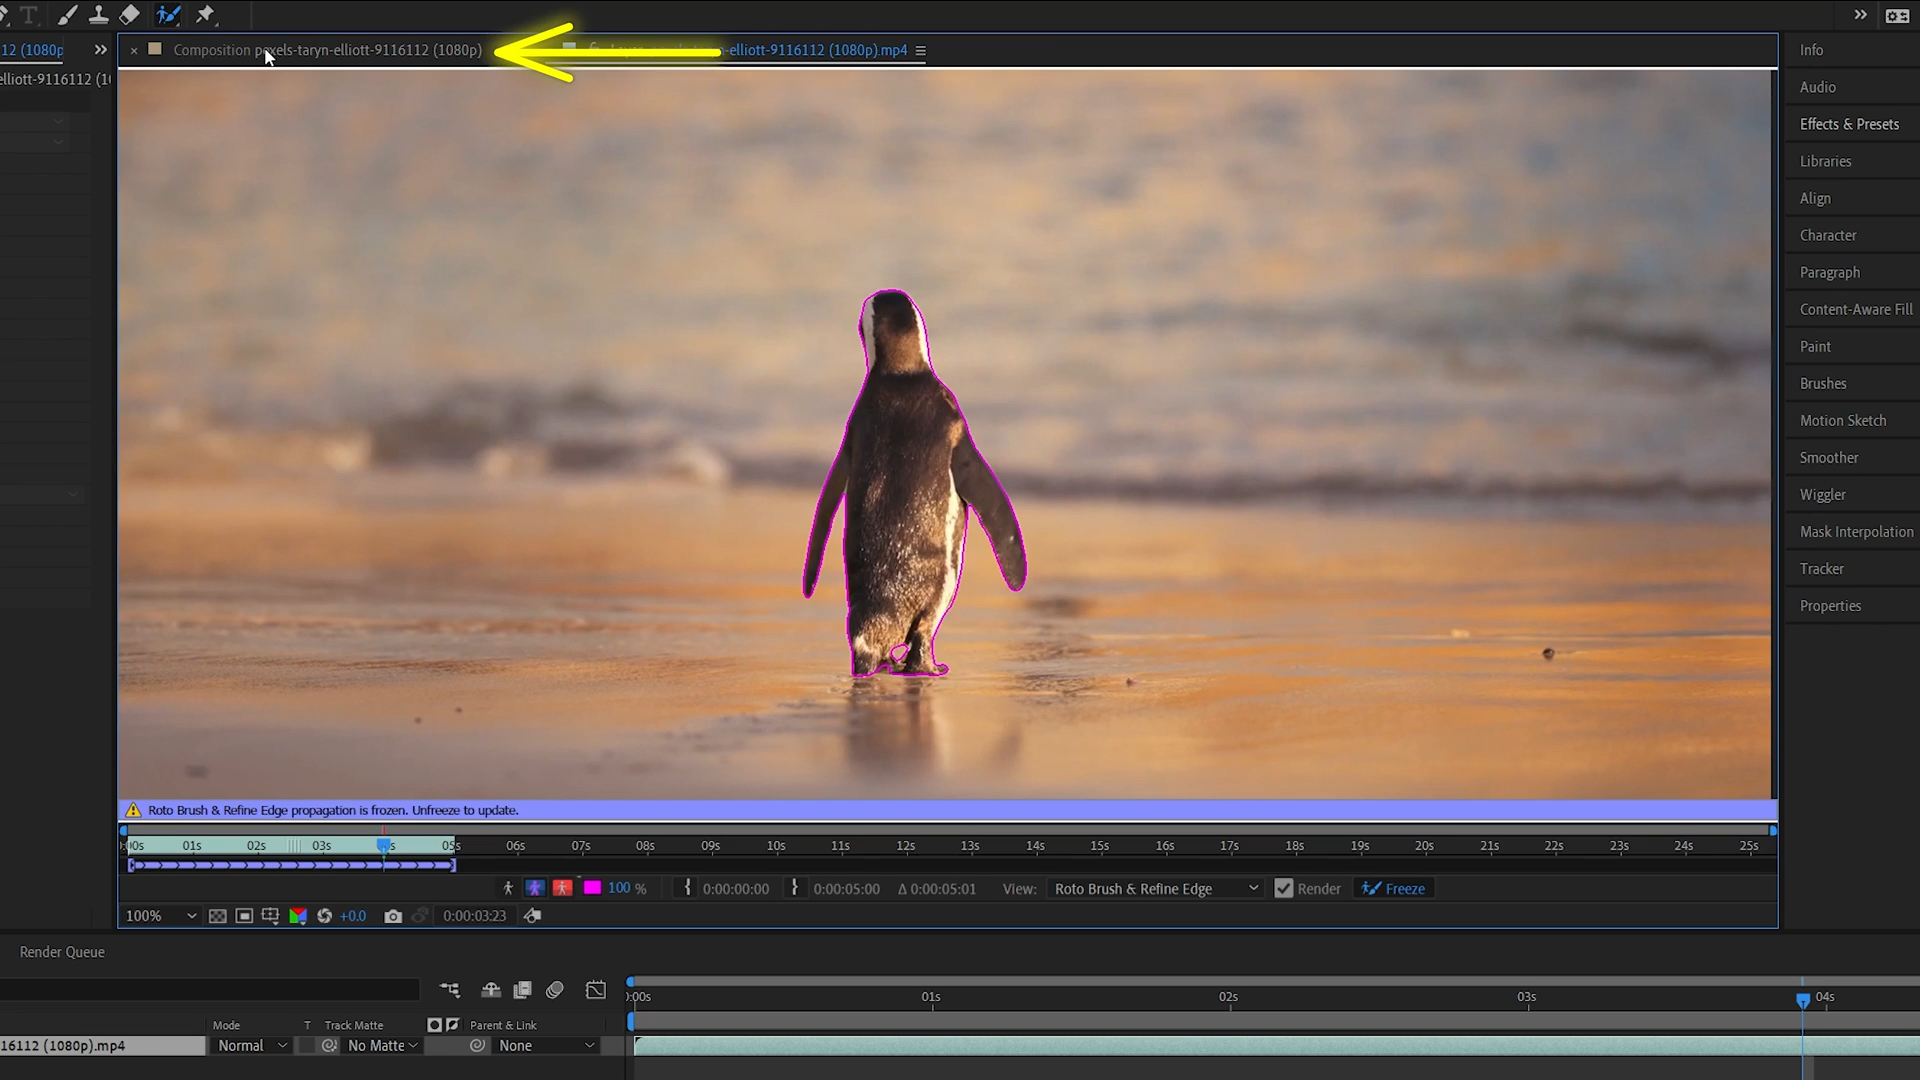 12 (1080p
Composition pexels-taryn-elliott-9116112 (1080p)
-elliott-9116112 (1080p).mp4
elliott-9116112 (10
Info
Audio
Effects & Presets
Libraries
Align
Character
Paragraph
Content-Aware Fill
Paint
Brushes
Motion Sketch
Smoother
Wiggler
Mask Interpolation
Tracker
Properties
Roto Brush & Refine Edge propagation is frozen. Unfreeze to update.
:00s 01s 02s 03s s 05s 06s 07s 08s 09s 10s 11s 12s 13s 14s 15s 16s 17s 18s 19s 20s 21s 22s 23s 24s 25s
100 % 0:00:00:00 0:00:05:00 Δ 0:00:05:01 View: Roto Brush & Refine Edge Render Freeze
100% +0.0 0:00:03:23
Render Queue
:00s 01s 02s 03s 04s
Mode T Track Matte Parent & Link
16112 (1080p).mp4 Normal No Matte None